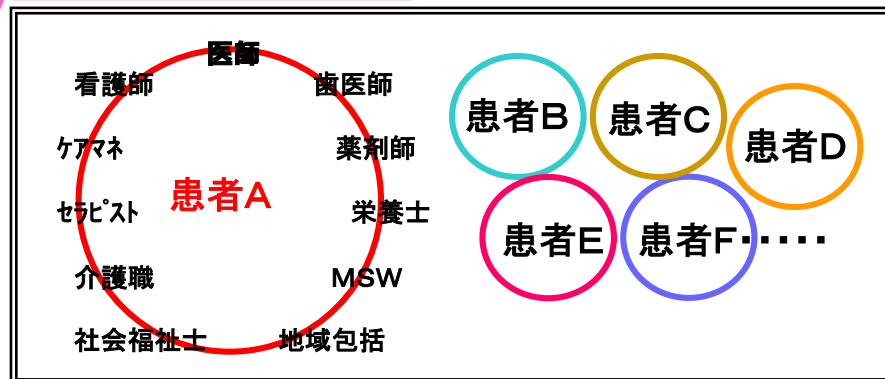 医師
看護師
歯医師
ｹｱﾏﾈ
薬剤師
患者A
ｾﾗﾋﾟｽﾄ
栄養士
介護職
MSW
社会福祉士
地域包括
患者B
患者C
患者D
患者E
患者F・・・・・